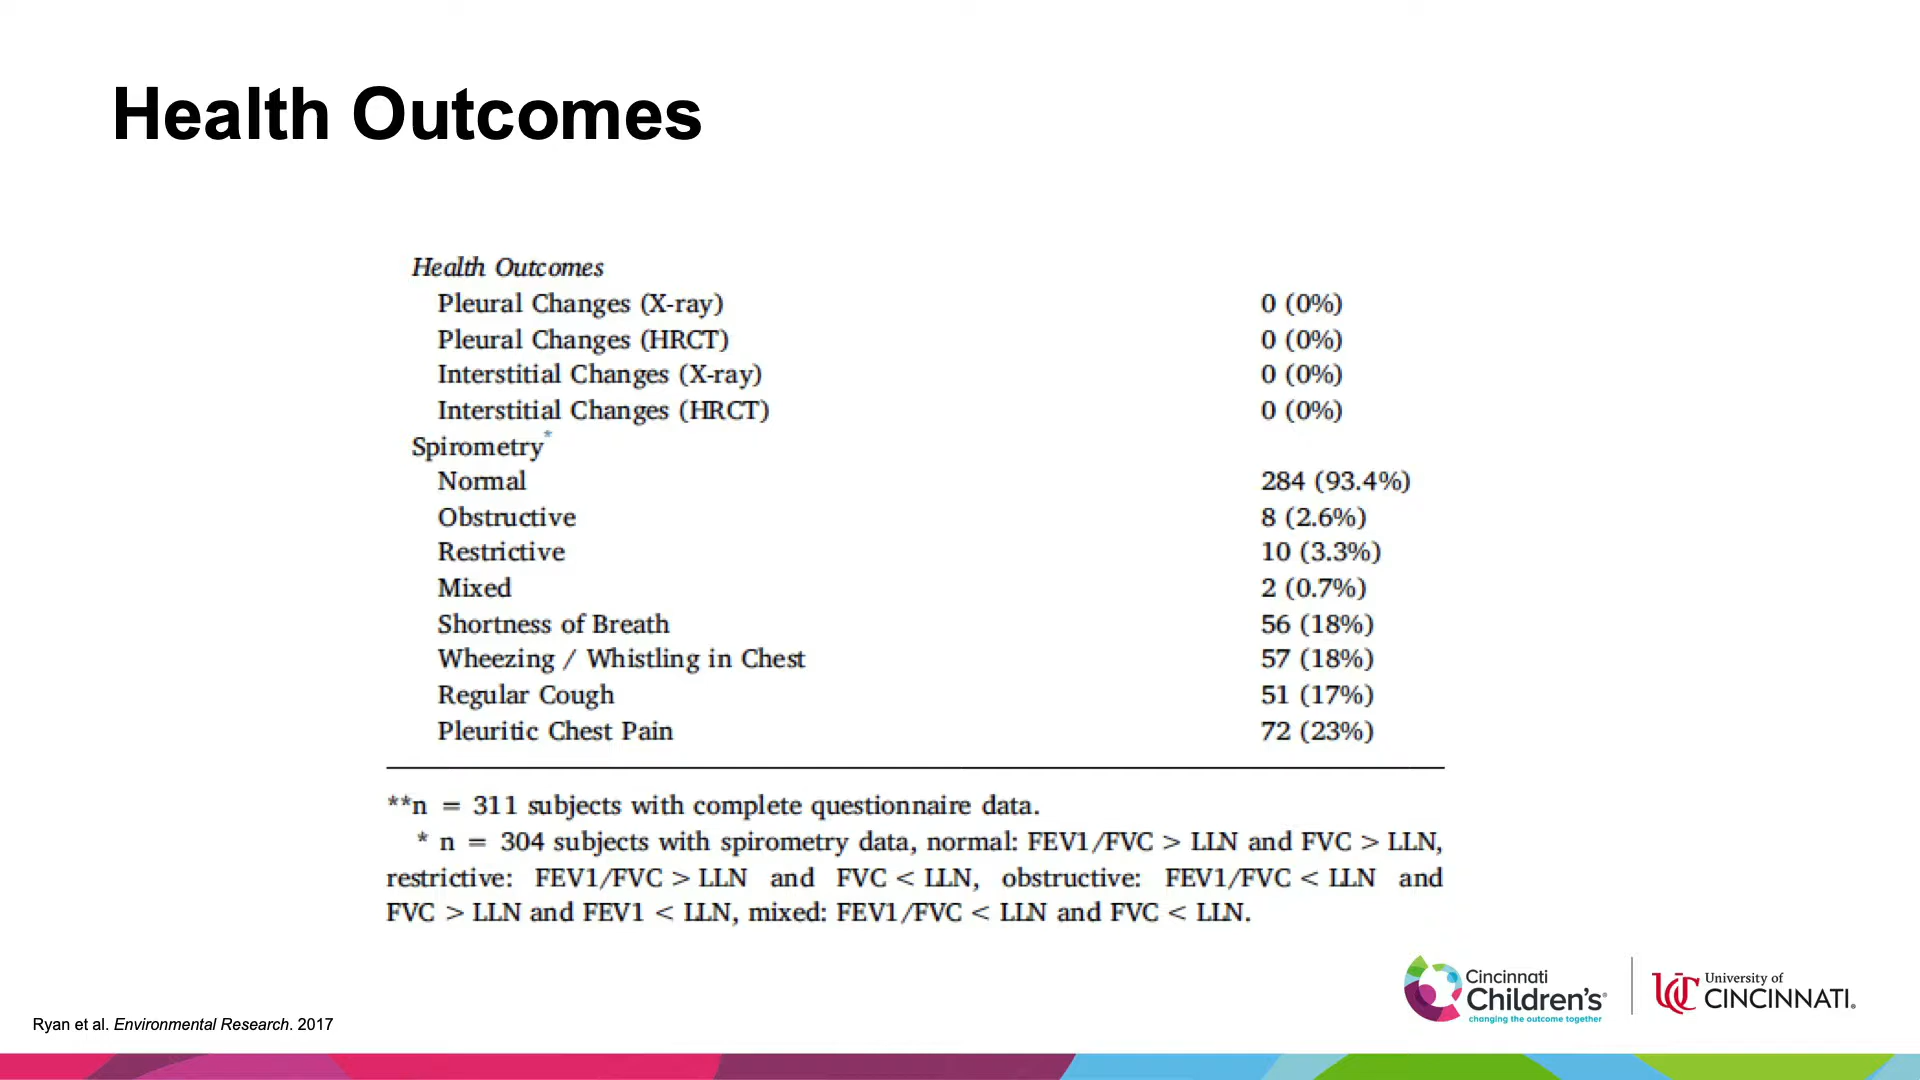 Health Outcomes
Health Outcomes
Pleural Changes (X-ray) 0 (0%)
Pleural Changes (HRCT) 0 (0%)
Interstitial Changes (X-ray) 0 (0%)
Interstitial Changes (HRCT) 0 (0%)
Spirometry*
Normal 284 (93.4%)
Obstructive 8 (2.6%)
Restrictive 10 (3.3%)
Mixed 2 (0.7%)
Shortness of Breath 56 (18%)
Wheezing / Whistling in Chest 57 (18%)
Regular Cough 51 (17%)
Pleuritic Chest Pain 72 (23%)
**n = 311 subjects with complete questionnaire data.
* n = 304 subjects with spirometry data, normal: FEV1/FVC > LLN and FVC > LLN,
restrictive: FEV1/FVC > LLN and FVC < LLN, obstructive: FEV1/FVC < LLN and
FVC > LLN and FEV1 < LLN, mixed: FEV1/FVC < LLN and FVC < LLN.
Cincinnati
Children's®
changing the outcome together
UC
University of
CINCINNATI®
Ryan et al. Environmental Research. 2017